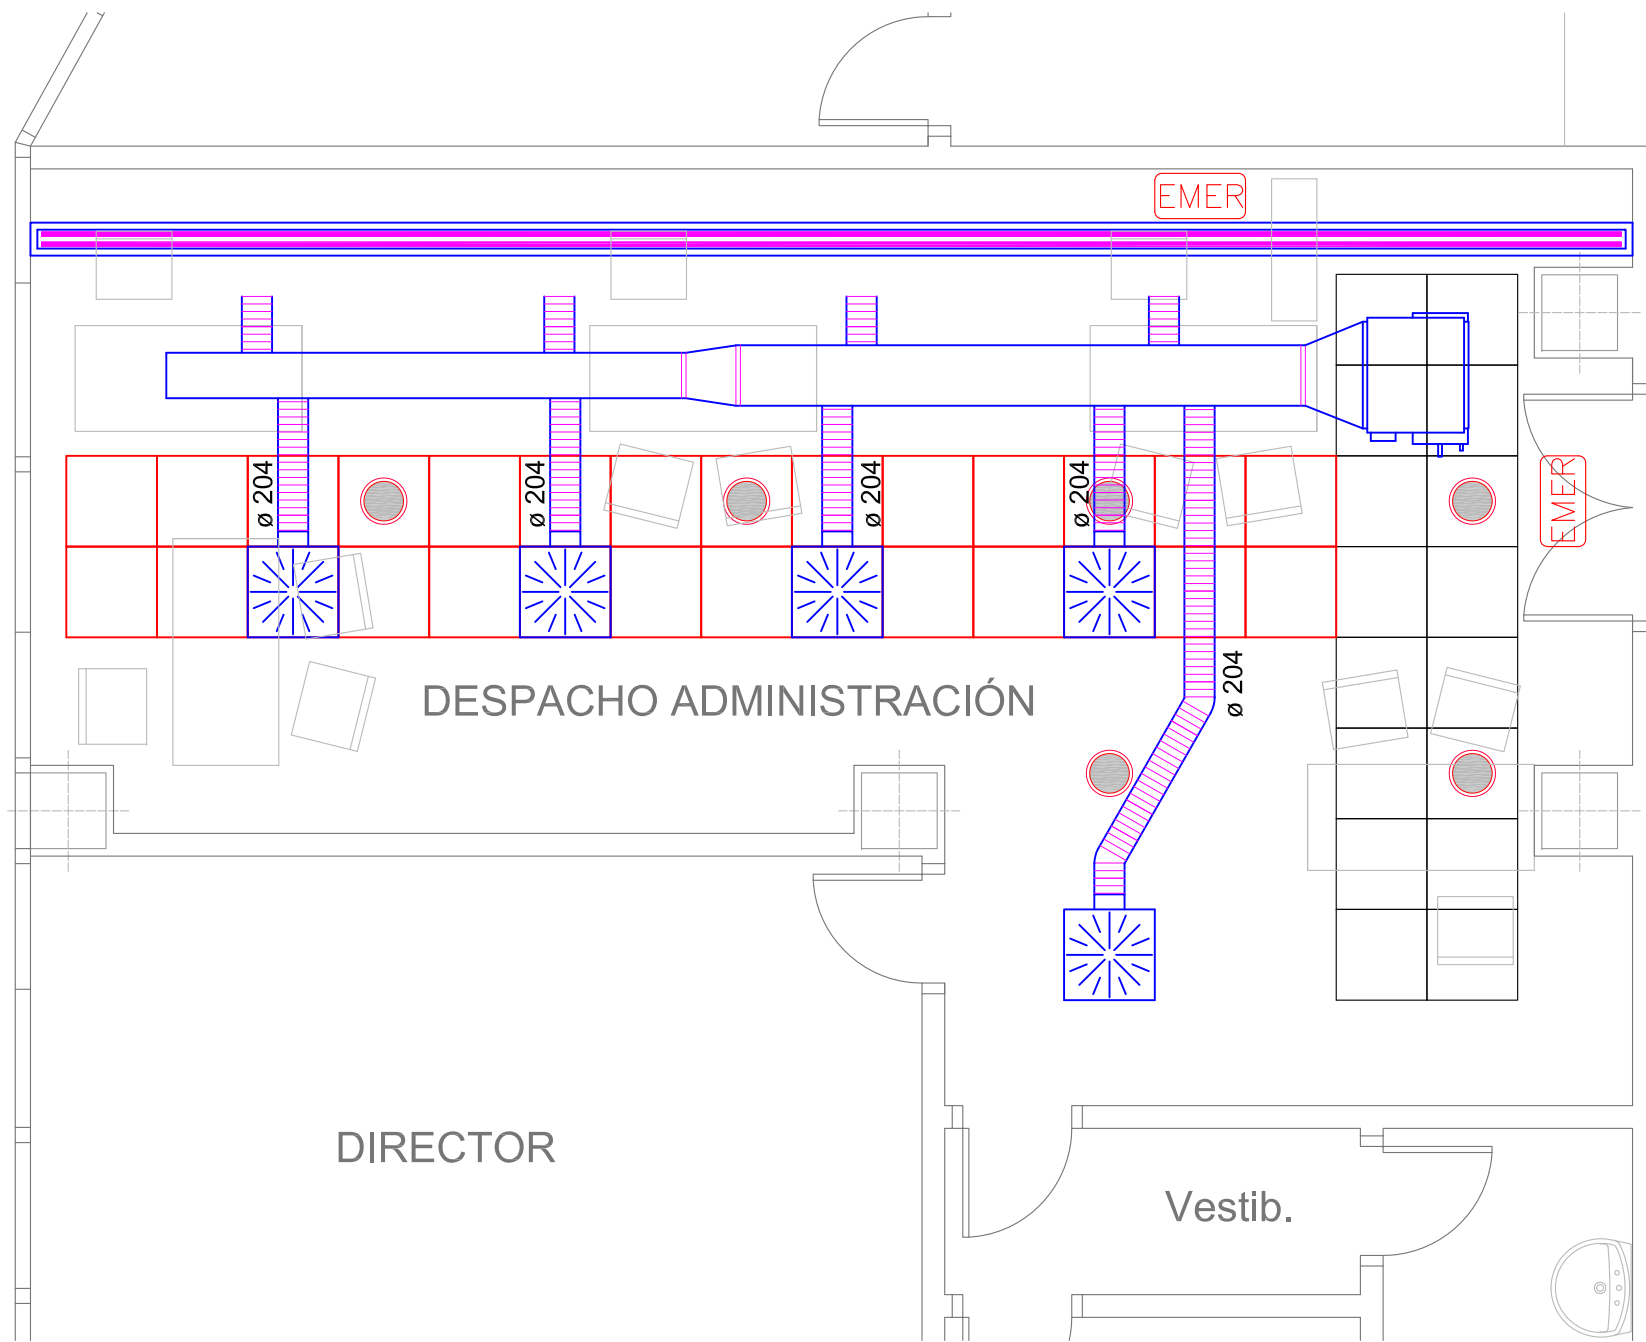 EMER
ø 204
ø 204
ø 204
ø 204
EMER
ø 204
DESPACHO ADMINISTRACIÓN
DIRECTOR
Vestib.